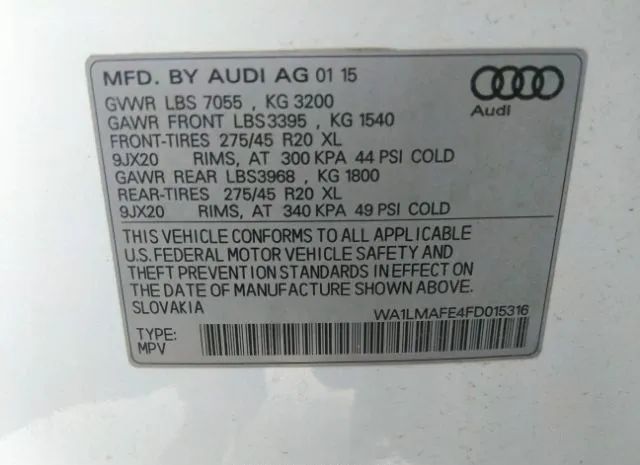 MFD. BY AUDI AG 01 15
Audi
GVWR LBS 7055 , KG 3200
GAWR FRONT LBS3395 , KG 1540
FRONT-TIRES 275/45 R20 XL
9JX20 RIMS, AT 300 KPA 44 PSI COLD
GAWR REAR LBS3968 , KG 1800
REAR-TIRES 275/45 R20 XL
9JX20 RIMS, AT 340 KPA 49 PSI COLD
THIS VEHICLE CONFORMS TO ALL APPLICABLE
U.S. FEDERAL MOTOR VEHICLE SAFETY AND
THEFT PREVENTION STANDARDS IN EFFECT ON
THE DATE OF MANUFACTURE SHOWN ABOVE.
SLOVAKIA
WA1LMAFE4FD015316
TYPE:
MPV